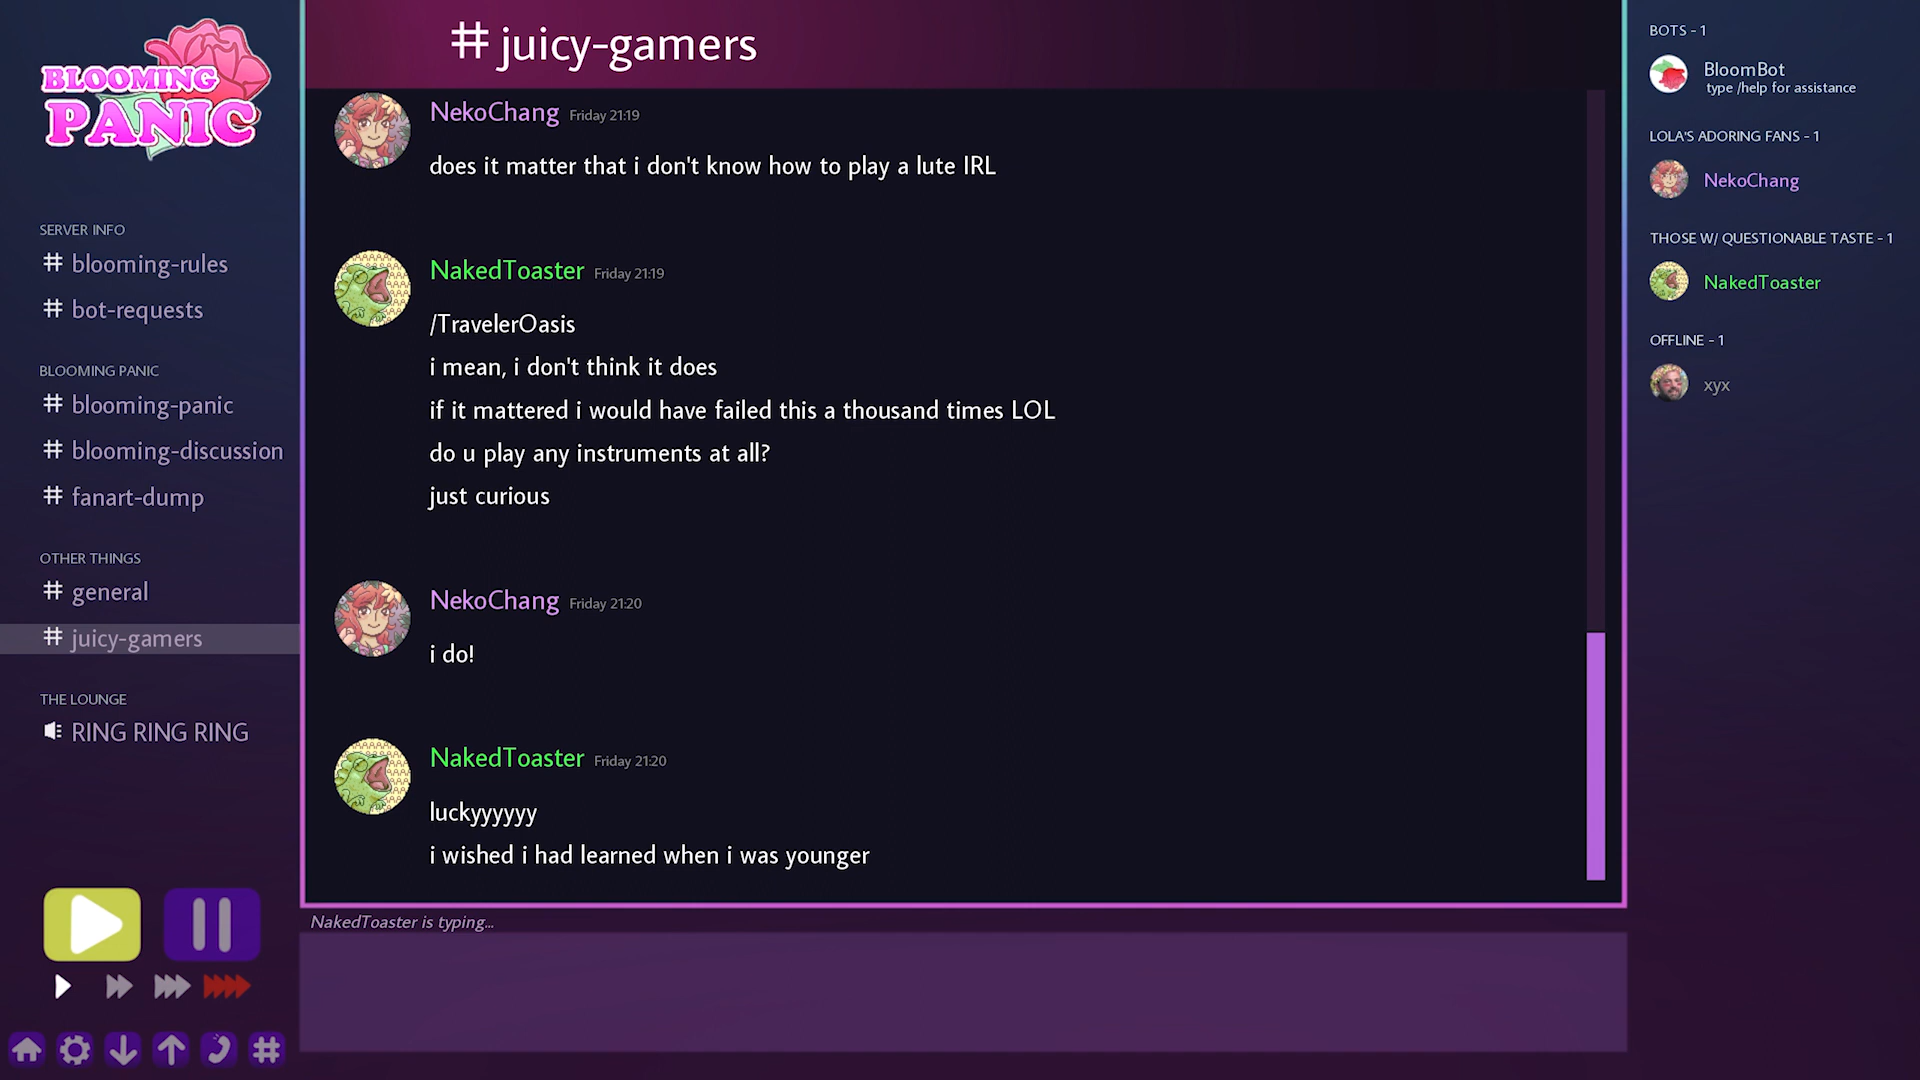 BLOOMING
PANIC
SERVER INFO
# blooming-rules
# bot-requests
BLOOMING PANIC
# blooming-panic
# blooming-discussion
# fanart-dump
OTHER THINGS
# general
# juicy-gamers
THE LOUNGE
RING RING RING
# juicy-gamers
NekoChang Friday 21:19
does it matter that i don't know how to play a lute IRL
NakedToaster Friday 21:19
/TravelerOasis
i mean, i don't think it does
if it mattered i would have failed this a thousand times LOL
do u play any instruments at all?
just curious
NekoChang Friday 21:20
i do!
NakedToaster Friday 21:20
luckyyyyyy
i wished i had learned when i was younger
NakedToaster is typing...
BOTS - 1
BloomBot
type /help for assistance
LOLA'S ADORING FANS - 1
NekoChang
THOSE W/ QUESTIONABLE TASTE - 1
NakedToaster
OFFLINE - 1
xyx